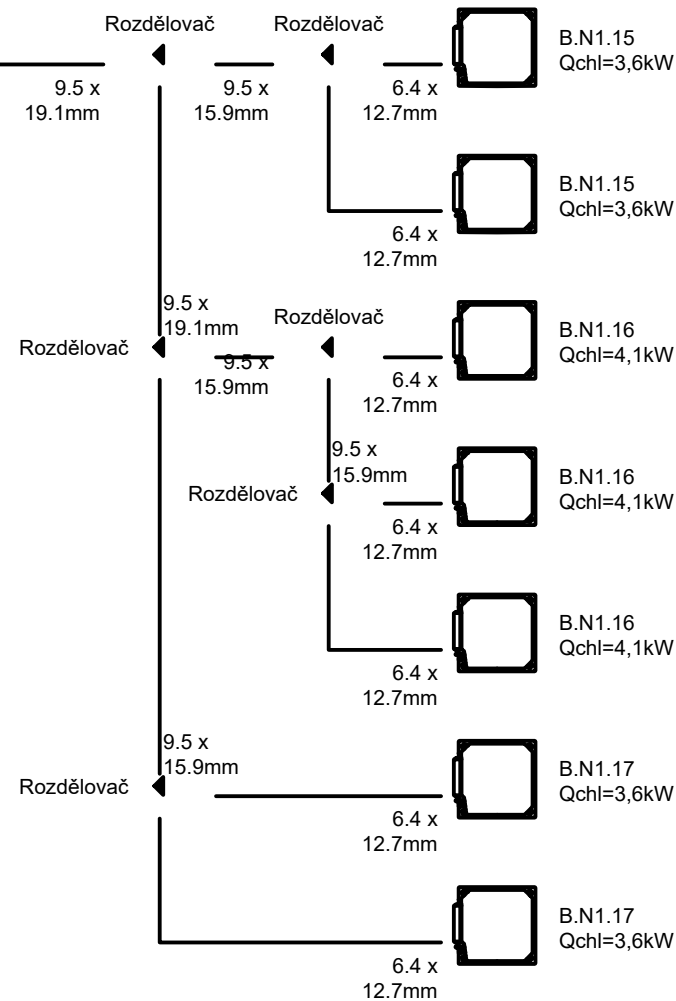 Rozdělovač
Rozdělovač
B.N1.15
Qchl=3,6kW
9.5 x
19.1mm
9.5 x
15.9mm
6.4 x
12.7mm
B.N1.15
Qchl=3,6kW
6.4 x
12.7mm
9.5 x
19.1mm
Rozdělovač
Rozdělovač
B.N1.16
Qchl=4,1kW
9.5 x
15.9mm
6.4 x
12.7mm
9.5 x
15.9mm
Rozdělovač
B.N1.16
Qchl=4,1kW
6.4 x
12.7mm
B.N1.16
Qchl=4,1kW
6.4 x
12.7mm
9.5 x
15.9mm
Rozdělovač
B.N1.17
Qchl=3,6kW
6.4 x
12.7mm
B.N1.17
Qchl=3,6kW
6.4 x
12.7mm